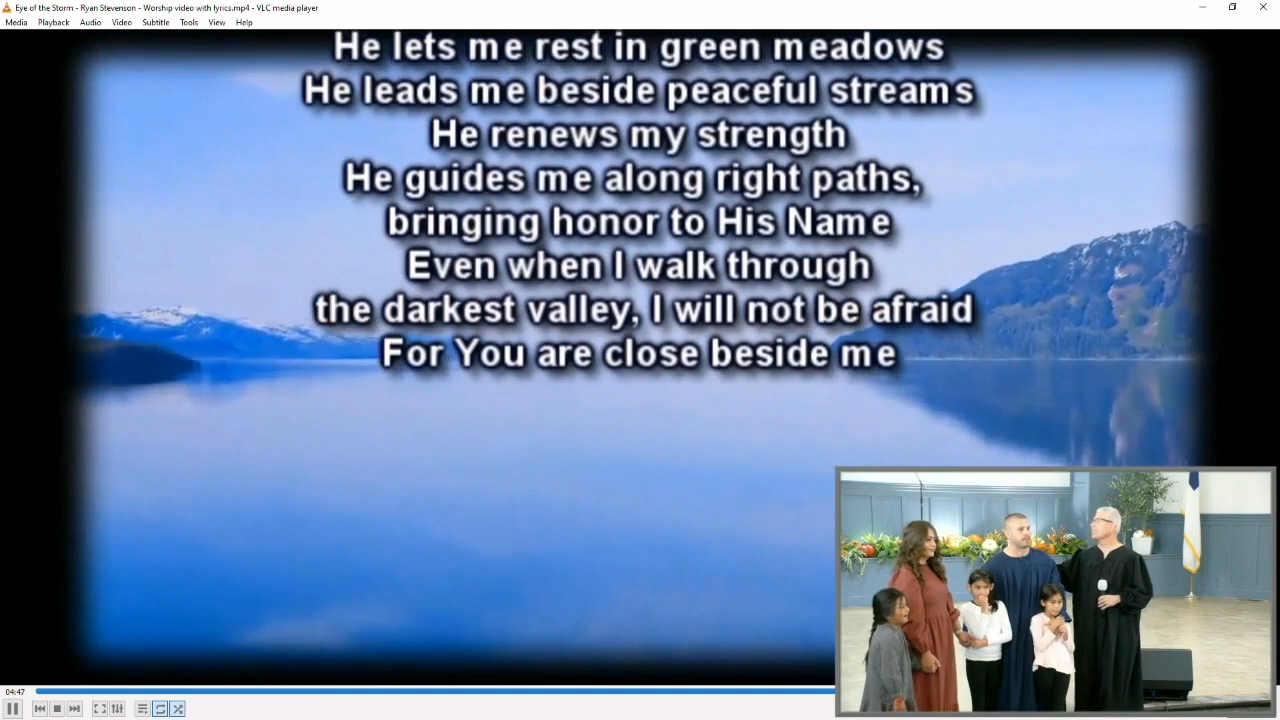 Eye of the Storm - Ryan Stevenson - Worship video with lyrics.mp4 - VLC media player
Media Playback Audio Video Subtitle Tools View Help
He lets me rest in green meadows
He leads me beside peaceful streams
He renews my strength
He guides me along right paths,
bringing honor to His Name
Even when I walk through
the darkest valley, I will not be afraid
For You are close beside me
04:47